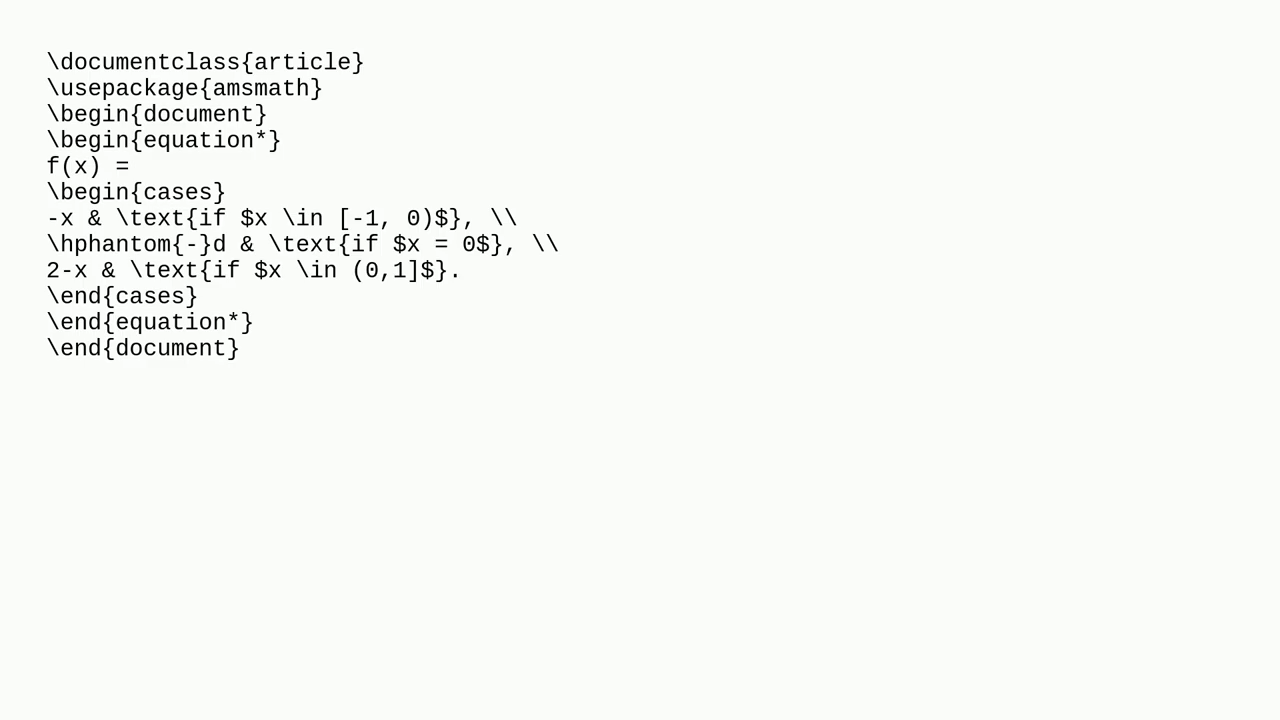 \documentclass{article}
\usepackage{amsmath}
\begin{document}
\begin{equation*}
f(x) =
\begin{cases}
-x & \text{if $x \in [-1, 0)$}, \\
\hphantom{-}d & \text{if $x = 0$}, \\
2-x & \text{if $x \in (0,1]$}.
\end{cases}
\end{equation*}
\end{document}